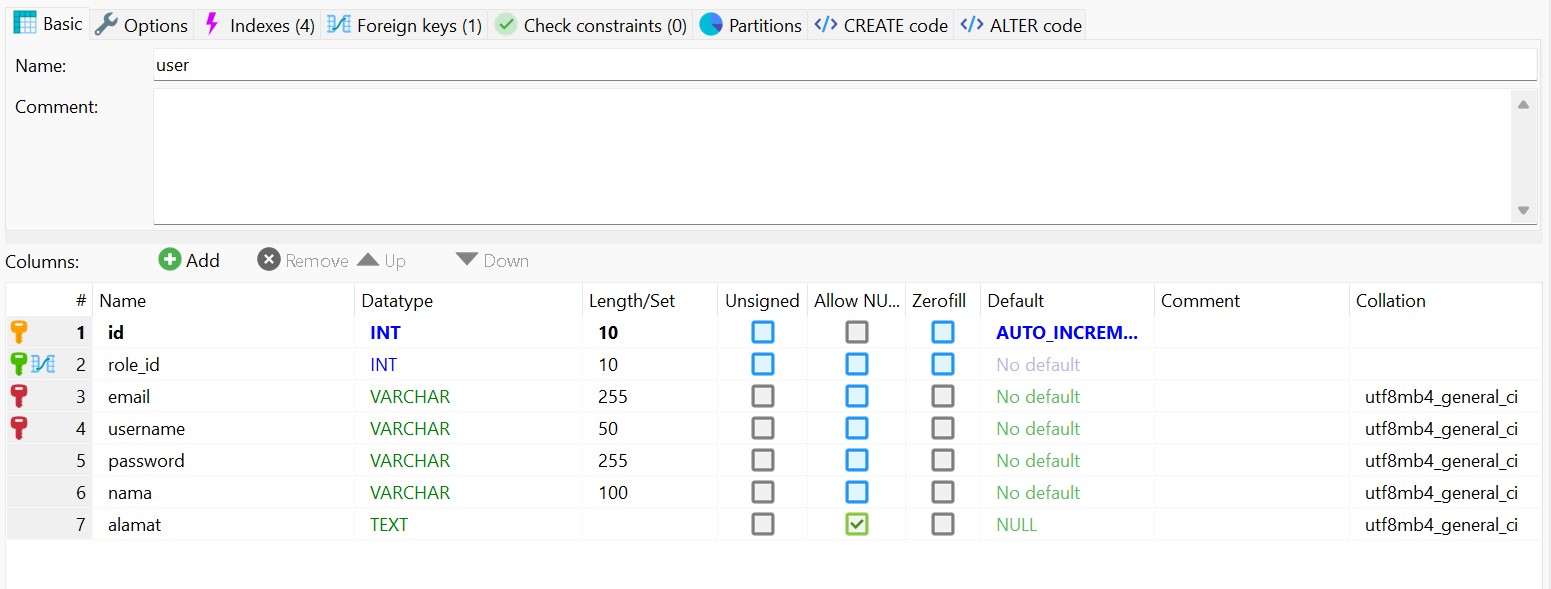 Basic Options Indexes (4) Foreign keys (1) Check constraints (0) Partitions CREATE code ALTER code
Name: user
Comment:
Columns: Add Remove Up Down
# Name Datatype Length/Set Unsigned Allow NU... Zerofill Default Comment Collation
1 id INT 10 AUTO_INCREM...
2 role_id INT 10 No default
3 email VARCHAR 255 No default utf8mb4_general_ci
4 username VARCHAR 50 No default utf8mb4_general_ci
5 password VARCHAR 255 No default utf8mb4_general_ci
6 nama VARCHAR 100 No default utf8mb4_general_ci
7 alamat TEXT NULL utf8mb4_general_ci